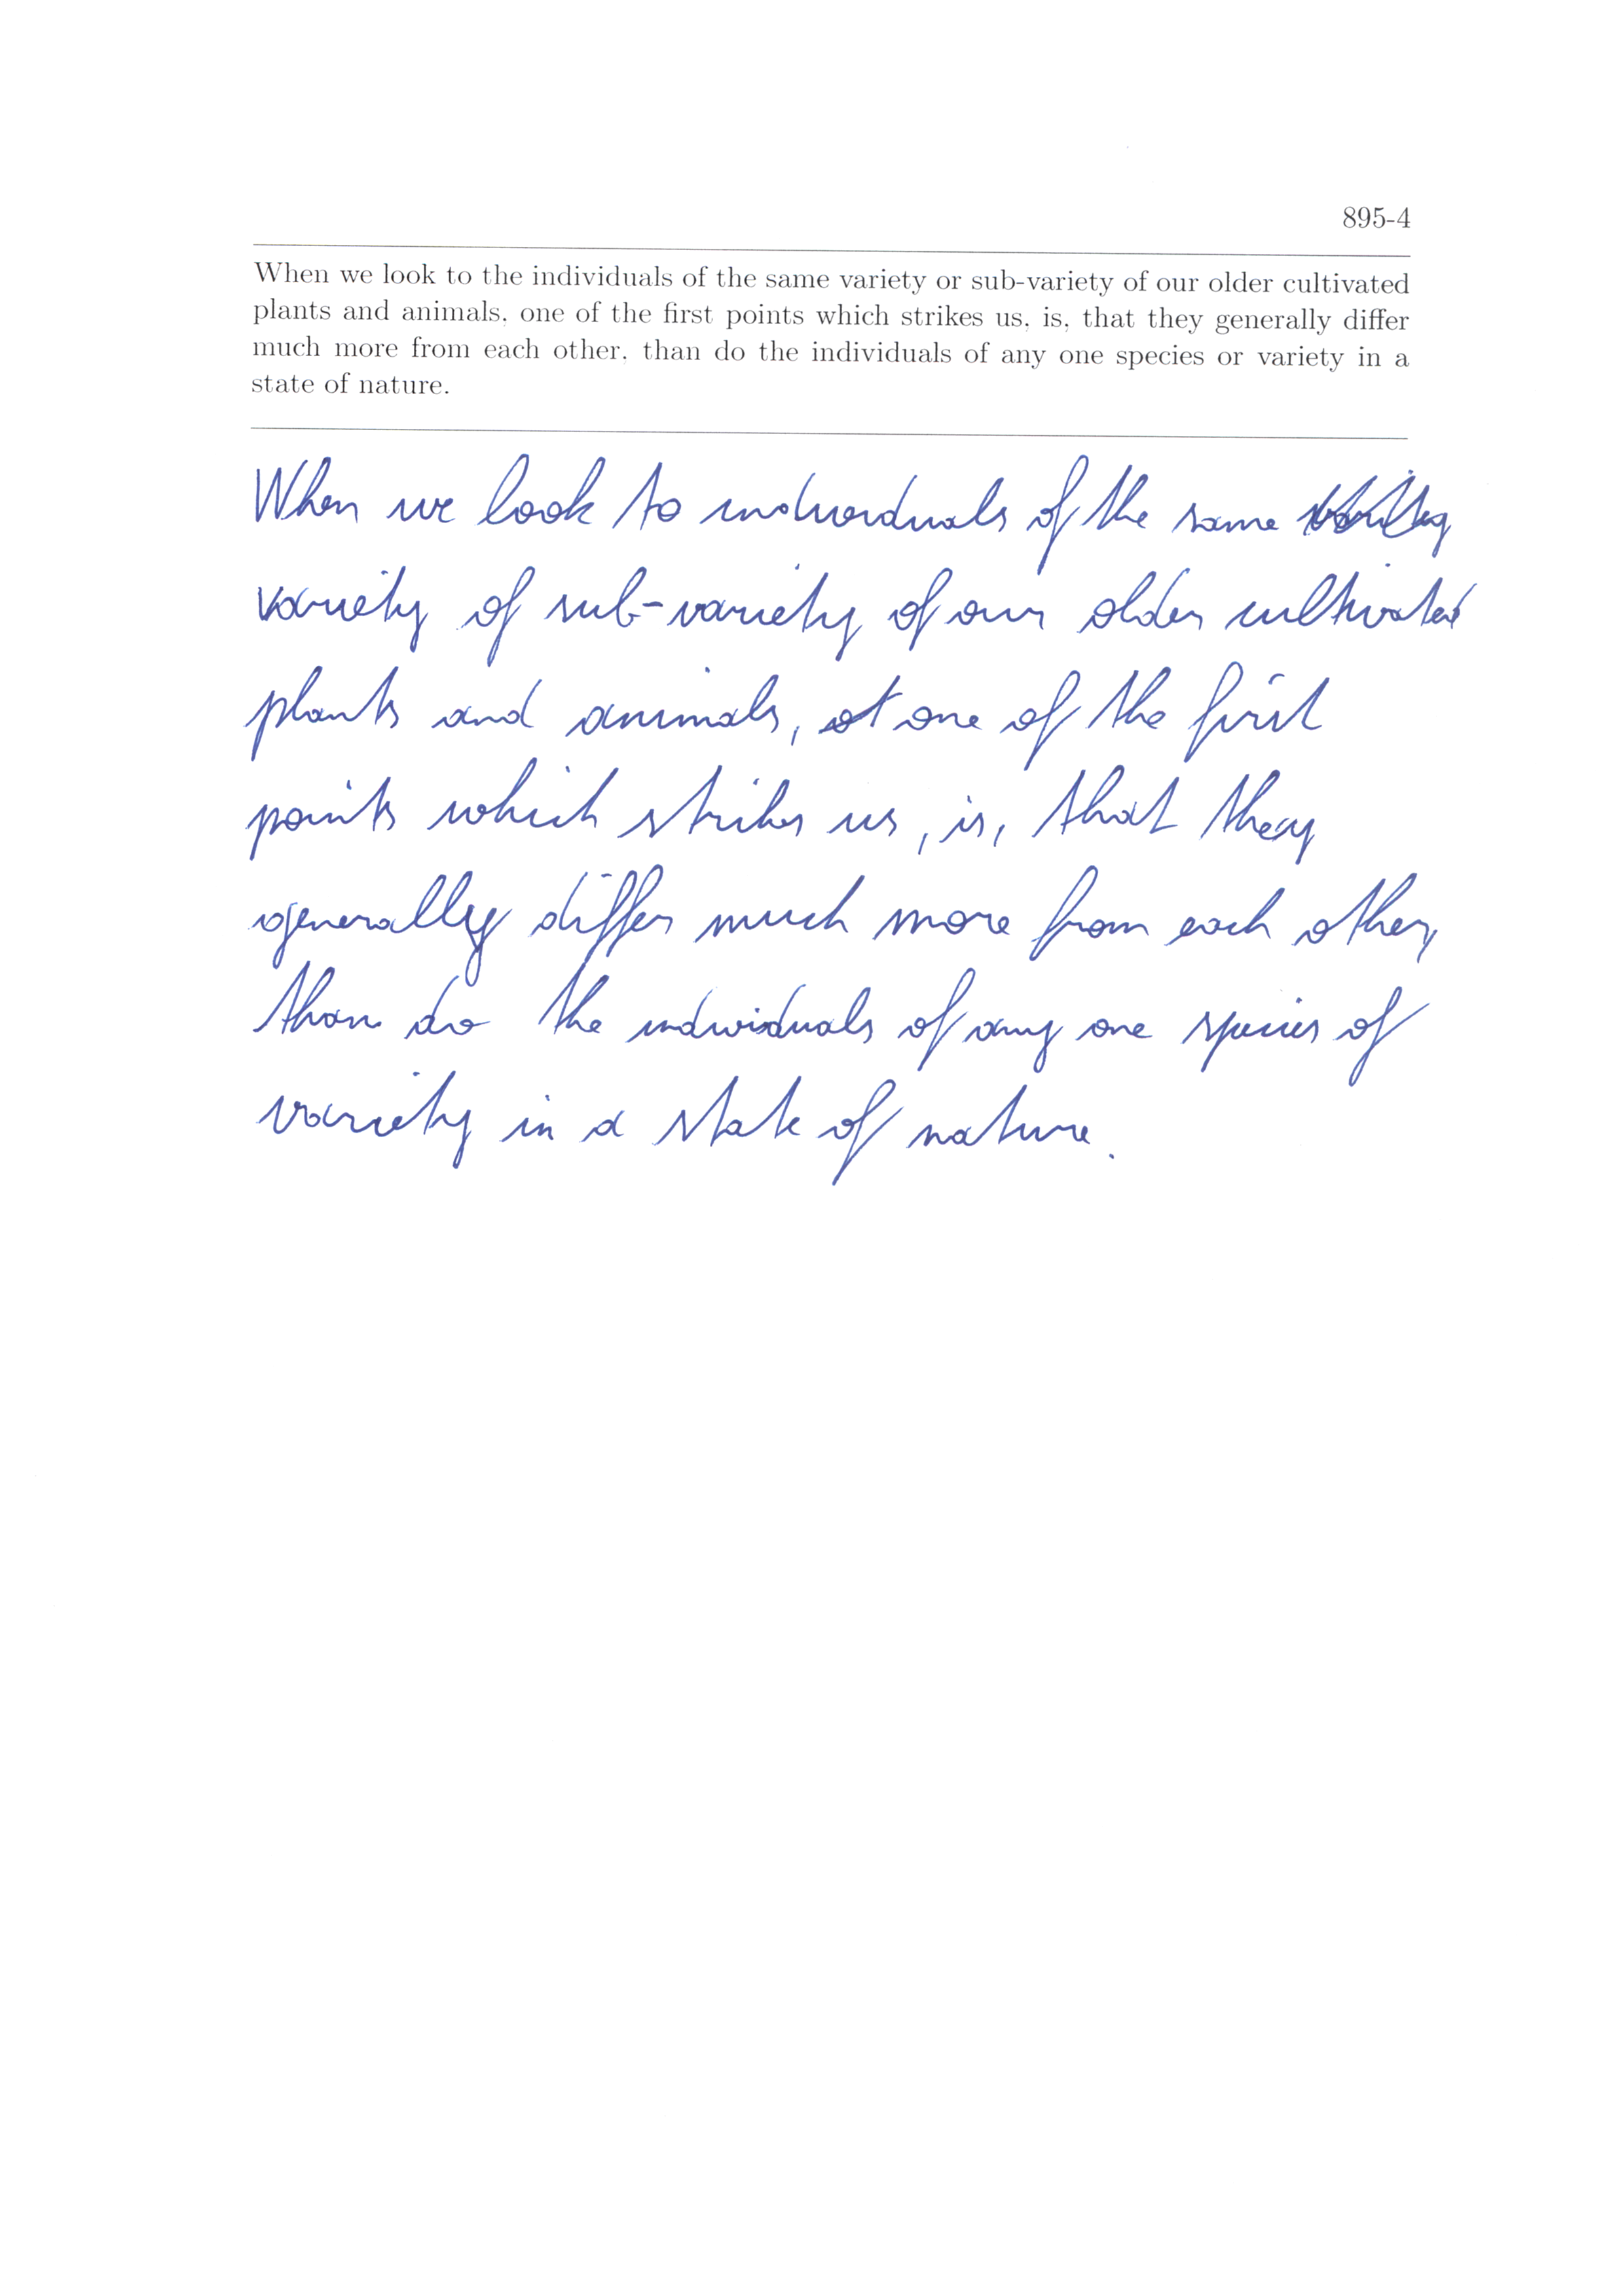 895-4
When we look to the individuals of the same variety or sub-variety of our older cultivated
plants and animals, one of the first points which strikes us, is, that they generally differ
much more from each other, than do the individuals of any one species or variety in a
state of nature.
When we look to individuals of the same
variety of sub-variety of our older cultivated
plants and animals, one of the first
points which strikes us, is, that they
generally differ much more from each other,
than do the individuals of any one species of
variety in a state of nature.